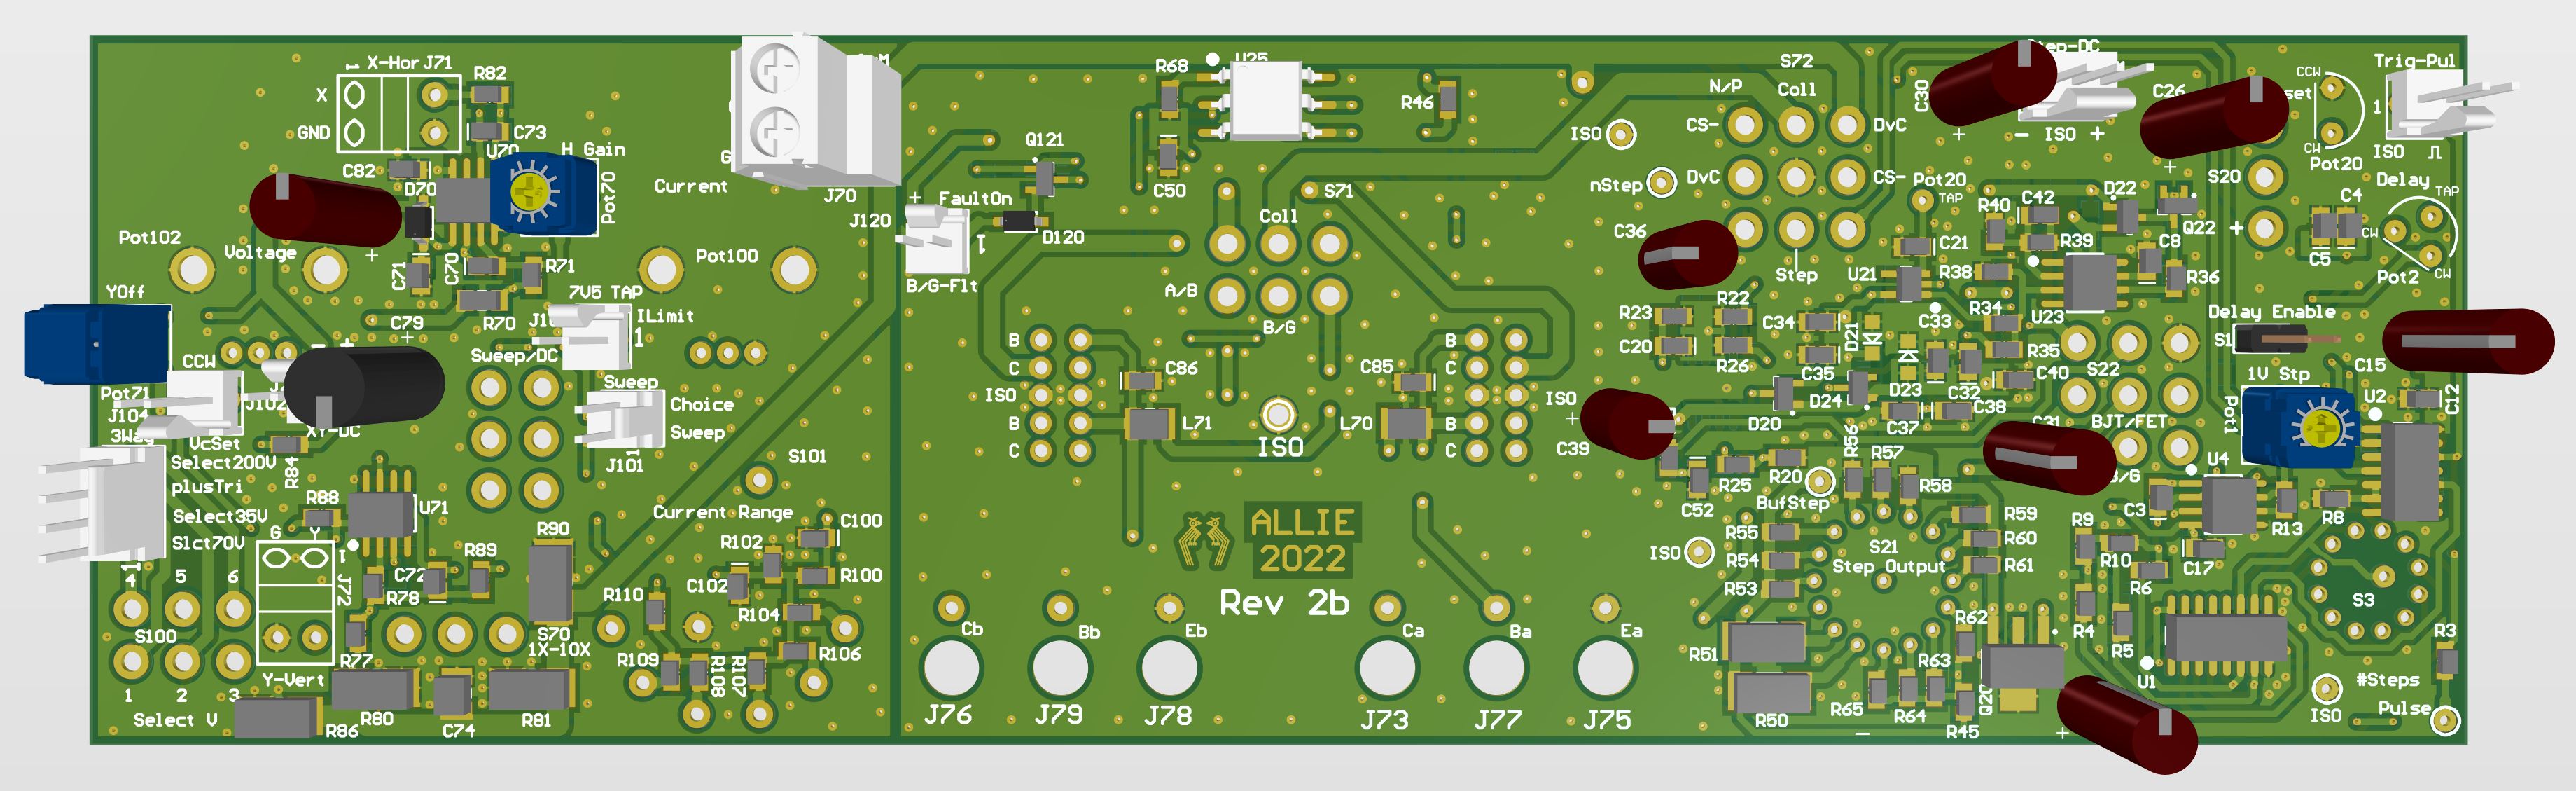 X-Hor J71
1
X
GND
R82
C73
C82
D70
U70
H Gain
Pot70
Pot102
Voltage
+
C71
C70
R71
R70
C79
+
YOff
CCW
Pot71
J104
3Way
VcSet
Select200V
plusTri
Select35V
Slct70V
1
XY-DC
R84
R88
U71
G Y
1
J72
C72
R89
R78
R77
Y-Vert
4 5 6
S100
1 2 3
Select V
R86
R80
C74
R81
R90
S70
1X-10X
7V5 TAP
ILimit
1
Sweep/DC
Sweep
Choice
Sweep
J101
S101
Current Range
Pot100
Current
J70
C100
R102
R100
C102
R104
R110
R106
R109
R108
R107
J120
+
FaultOn
1
B/G-Flt
Q121
D120
R68
U25
C50
R46
S71
Coll
A/B
B/G
B
C
ISO
B
C
C86
L71
C85
L70
B
C
B
C
ISO
ALLIE
2022
Rev 2b
Cb
Bb
Eb
Ca
Ba
Ea
J76
J79
J78
J73
J77
J75
S72
N/P
Coll
CS-
DvC
DvC
CS-
Step
ISO
nStep
C36
C30
+
Step-DC
- ISO +
C26
+
Pot20
TAP
C42
R40
D22
Q22
R39
C21
U21
R38
C8
R36
R34
U23
R23
R22
C20
R26
C34
D21
C33
C35
D23
C32
R35
C40
D24
D20
C37
C38
ISO
+
C39
C52
R25
R20
BufStep
R56
R57
R58
R55
R54
R53
ISO
S21
Step Output
R59
R60
R61
R62
R63
R51
R50
R65
R64
R45
-
+
S22
BJT/FET
B/G
C31
CCW
CW
Pot20
Delay
S20
+
Trig-Pul
1
ISO
C4
C5
TAP
CW
CW
Pot2
Delay Enable
S1
C15
1V Stp
Pot1
U2
C12
U4
C3
R13
R8
R9
R10
C17
R6
R4
R5
U1
S3
R3
#Steps
Pulse
ISO